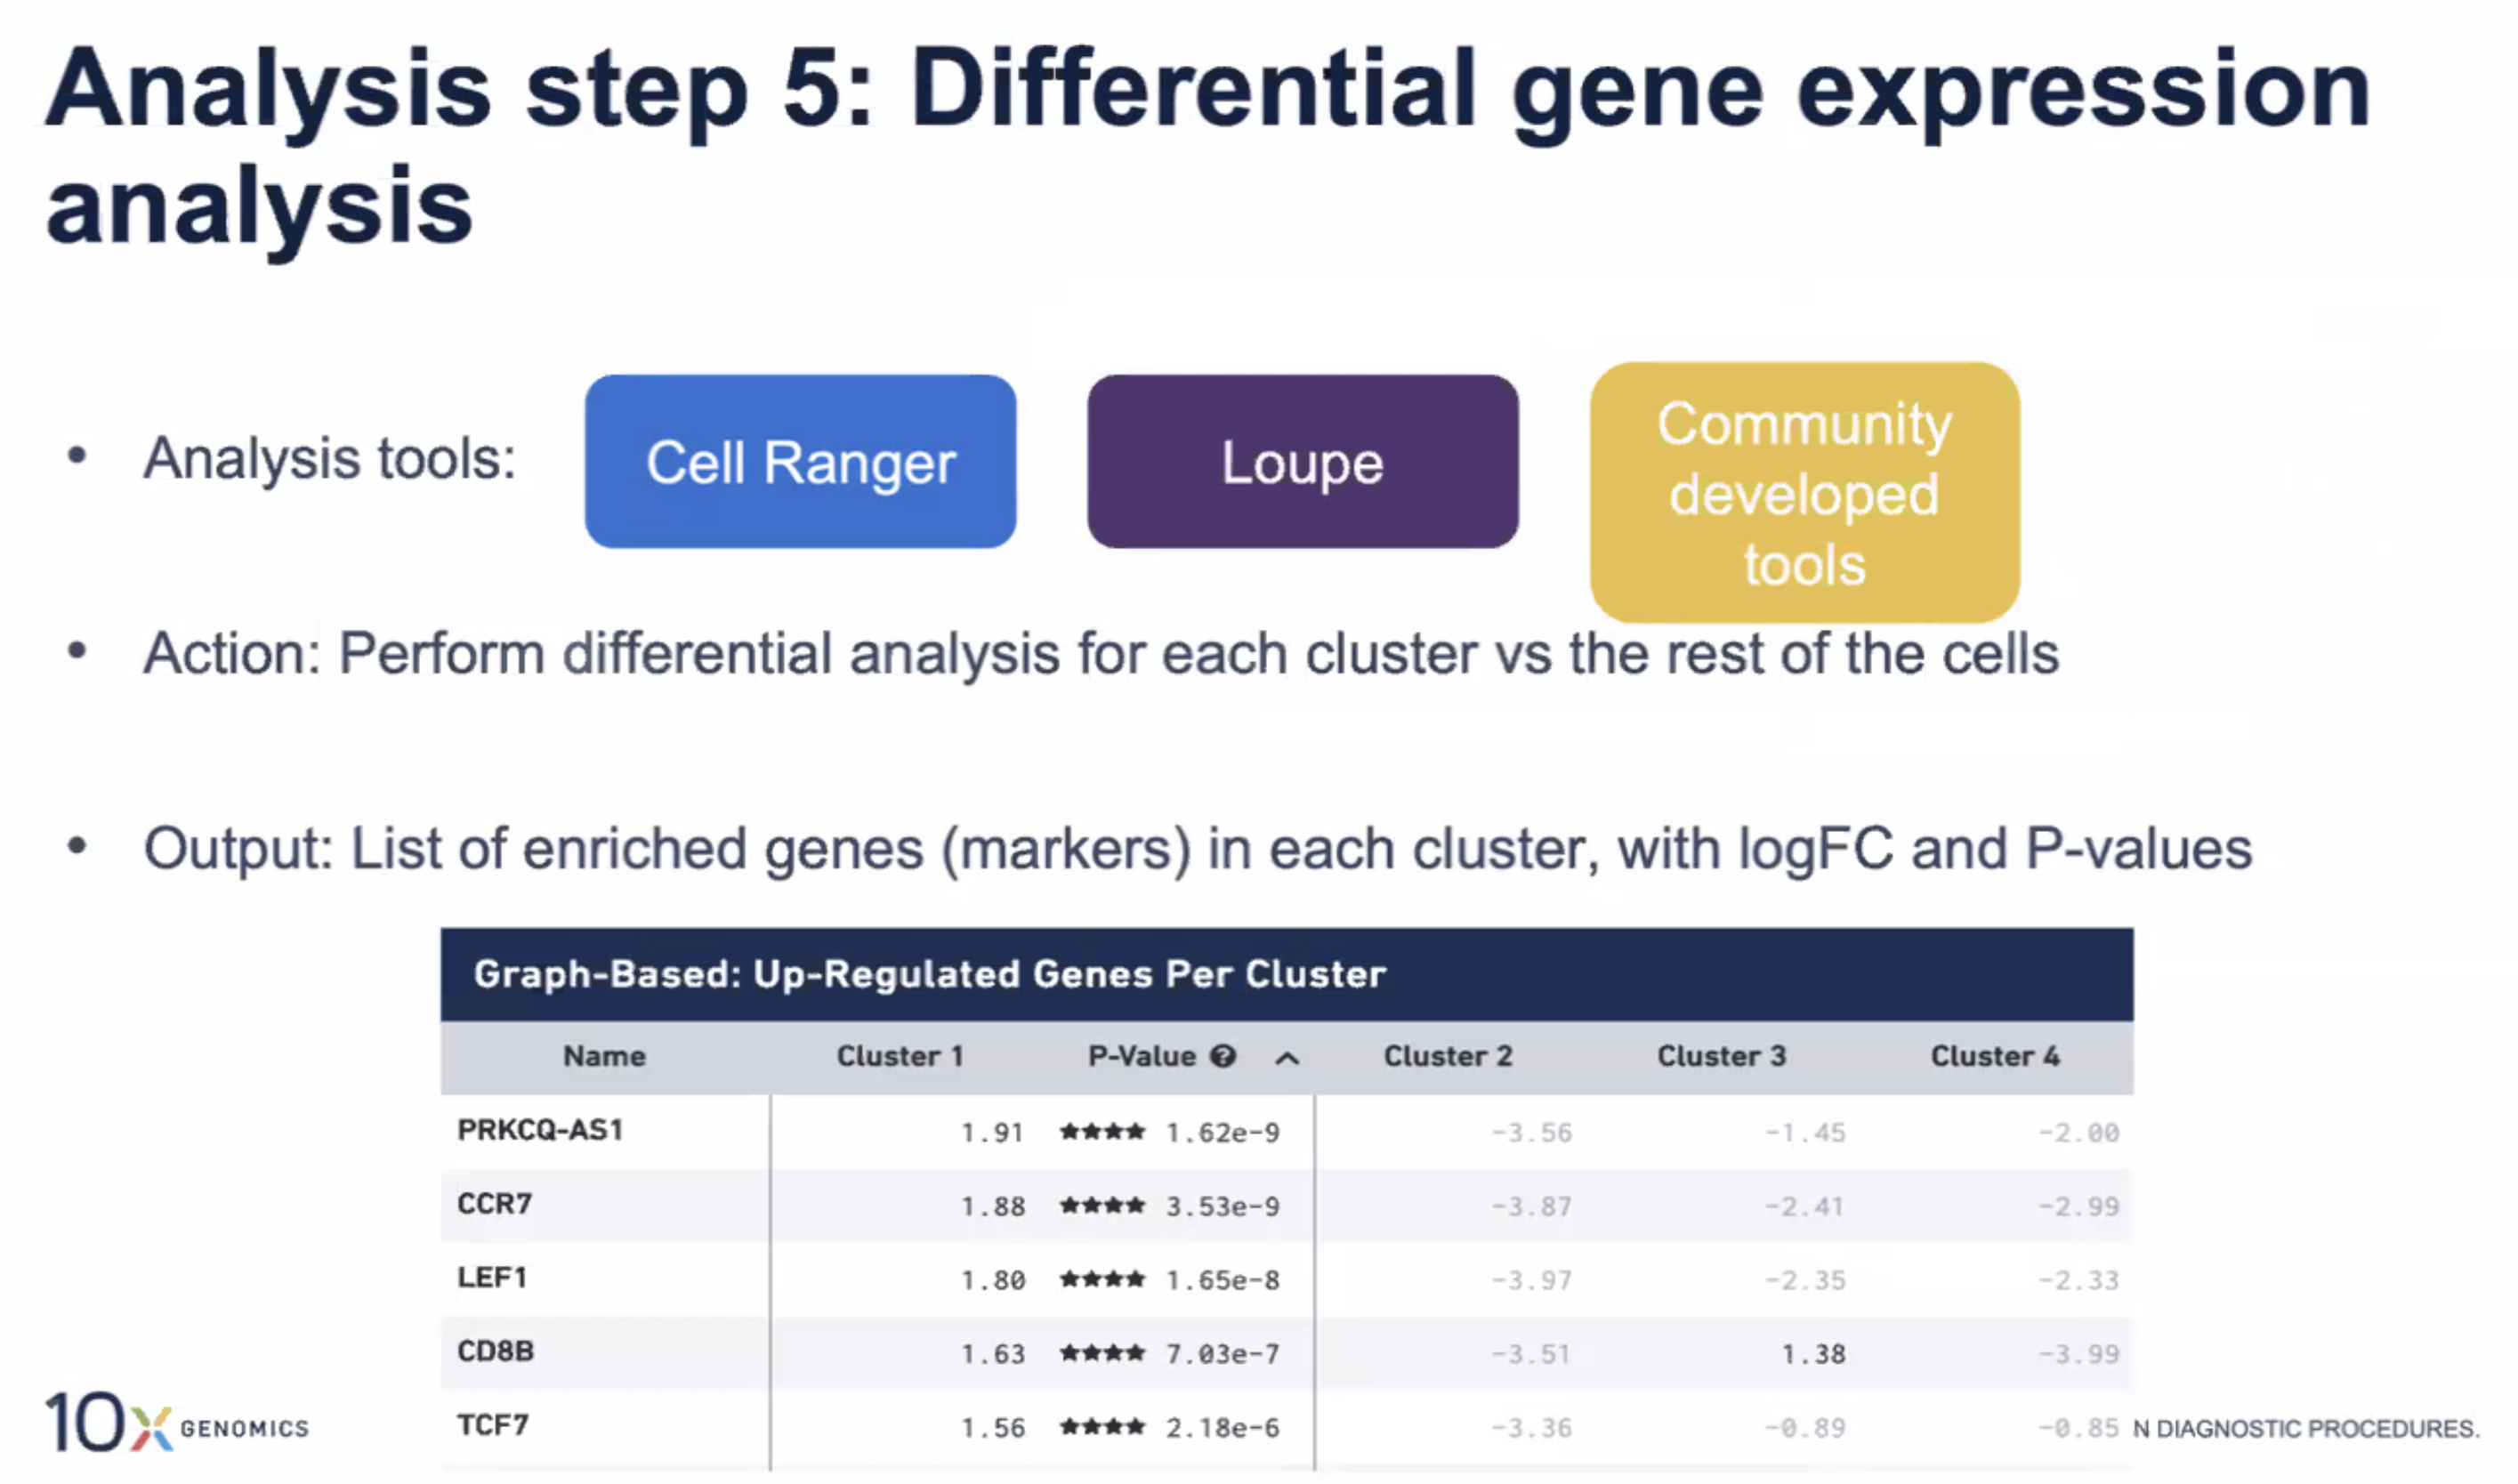 Analysis step 5: Differential gene expression
analysis
• Analysis tools:
Cell Ranger
Loupe
Community
developed
tools
• Action: Perform differential analysis for each cluster vs the rest of the cells
• Output: List of enriched genes (markers) in each cluster, with logFC and P-values
Graph-Based: Up-Regulated Genes Per Cluster
Name Cluster 1 P-Value Cluster 2 Cluster 3 Cluster 4
PRKCQ-AS1 1.91 ★★★★ 1.62e-9 -3.56 -1.45 -2.00
CCR7 1.88 ★★★★ 3.53e-9 -3.87 -2.41 -2.99
LEF1 1.80 ★★★★ 1.65e-8 -3.97 -2.35 -2.33
CD8B 1.63 ★★★★ 7.03e-7 -3.51 1.38 -3.99
TCF7 1.56 ★★★★ 2.18e-6 -3.36 -0.89 -0.85
10X GENOMICS
N DIAGNOSTIC PROCEDURES.